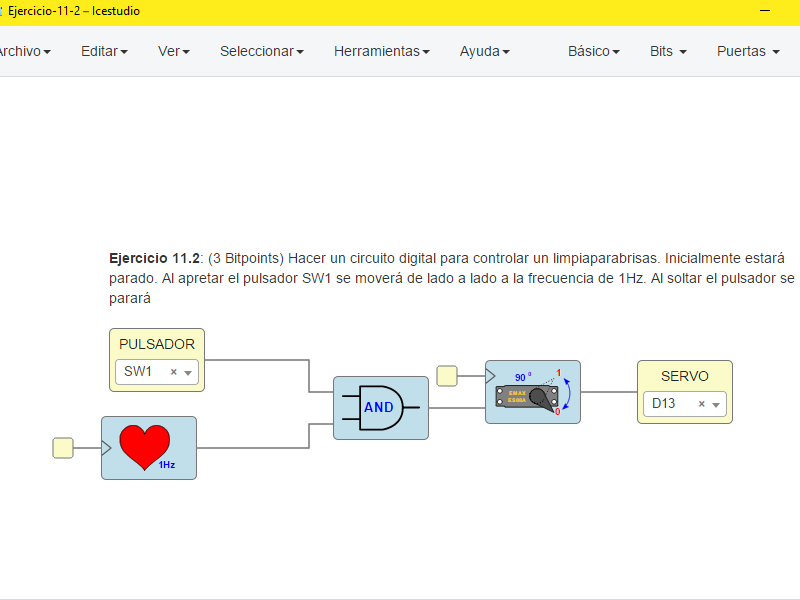 Ejercicio-11-2 – Icestudio
Archivo Editar Ver Seleccionar Herramientas Ayuda Básico Bits Puertas
Ejercicio 11.2: (3 Bitpoints) Hacer un circuito digital para controlar un limpiaparabrisas. Inicialmente estará
parado. Al apretar el pulsador SW1 se moverá de lado a lado a la frecuencia de 1Hz. Al soltar el pulsador se
parará
PULSADOR
SW1 ×
1Hz
AND
90 º 1
EMAX
ES08A
0
SERVO
D13 ×